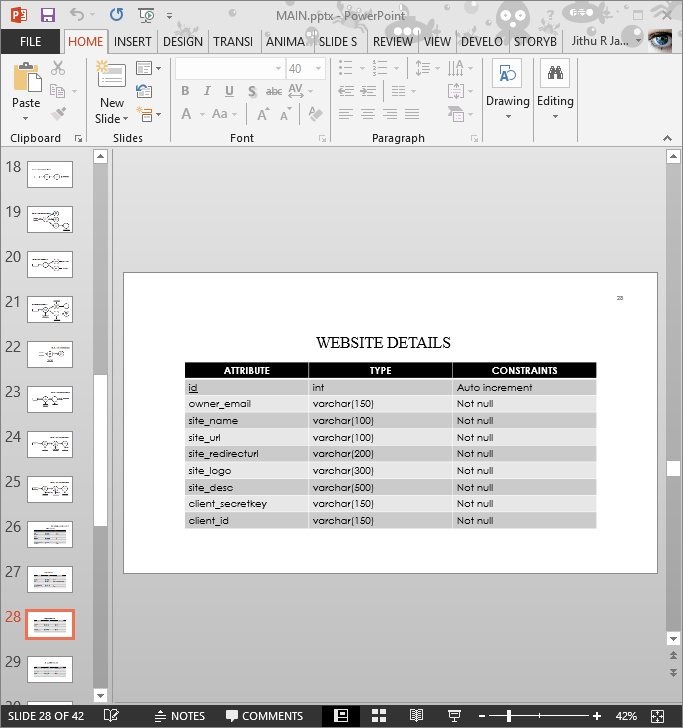 MAIN.pptx - PowerPoint
FILE HOME INSERT DESIGN TRANSI ANIMA SLIDE S REVIEW VIEW DEVELO STORYB Jithu R Ja...
40
Paste
New
Slide
B I U S abc AV
A Aa A A
Drawing
Editing
Clipboard Slides Font Paragraph
18
19
20
21
22
23
24
25
26
27
28
29
28
WEBSITE DETAILS
ATTRIBUTE TYPE CONSTRAINTS
id int Auto increment
owner_email varchar(150) Not null
site_name varchar(100) Not null
site_url varchar(100) Not null
site_redirecturl varchar(200) Not null
site_logo varchar(300) Not null
site_desc varchar(500) Not null
client_secretkey varchar(150) Not null
client_id varchar(150) Not null
SLIDE 28 OF 42 NOTES COMMENTS 42%